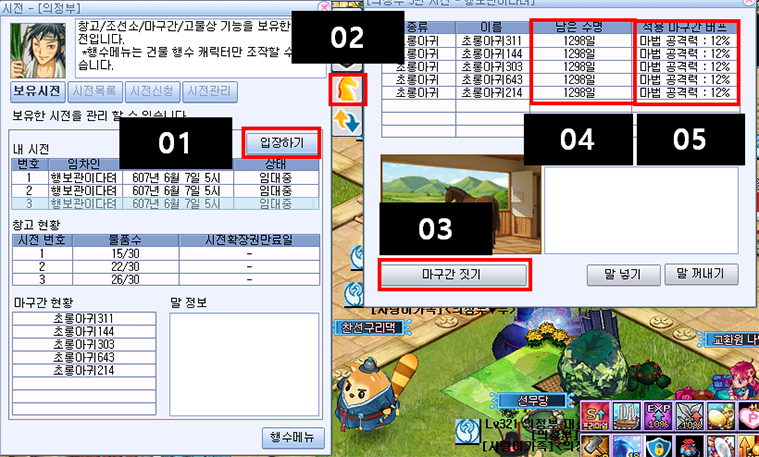 시전 - [의정부]
창고/조선소/마구간/고물상 기능을 보유한
전입니다.
*행수메뉴는 건물 행수 캐릭터만 조작할 수
습니다.
보유시전 시전목록 시전신청 시전관리
보유한 시전을 관리 할 수 있습니다
01
입장하기
내 시전
번호 임차인 상태
1 행보관이다텨 607년 6월 7일 5시 임대중
2 행보관이다텨 607년 6월 7일 5시 임대중
3 행보관이다텨 607년 6월 7일 5시 임대중
창고 현황
시전 번호 물품수 시전확장권만료일
1 15/30 -
2 22/30 -
3 26/30 -
마구간 현황 말 정보
초롱아귀311
초롱아귀144
초롱아귀303
초롱아귀643
초롱아귀214
행수메뉴
02
종류 이름 남은 수명 적용 마구간 버프
초롱아귀 초롱아귀311 1298일 마법 공격력 : 12%
초롱아귀 초롱아귀144 1298일 마법 공격력 : 12%
초롱아귀 초롱아귀303 1298일 마법 공격력 : 12%
초롱아귀 초롱아귀643 1298일 마법 공격력 : 12%
초롱아귀 초롱아귀214 1298일 마법 공격력 : 12%
04
05
03
마구간 짓기
말 넣기
말 꺼내기
찬선구리댁
교환원 나
선무당
Lv321 의정부
EXP
10%
10%
프리미엄